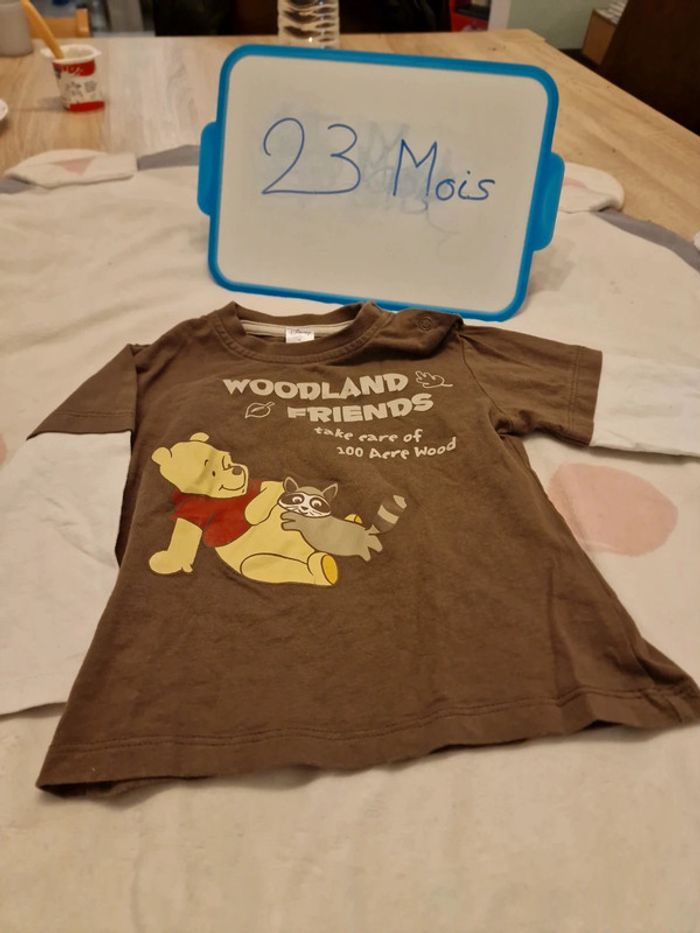 23 Mois
WOODLAND
FRIENDS
take care of
100 Acre Wood